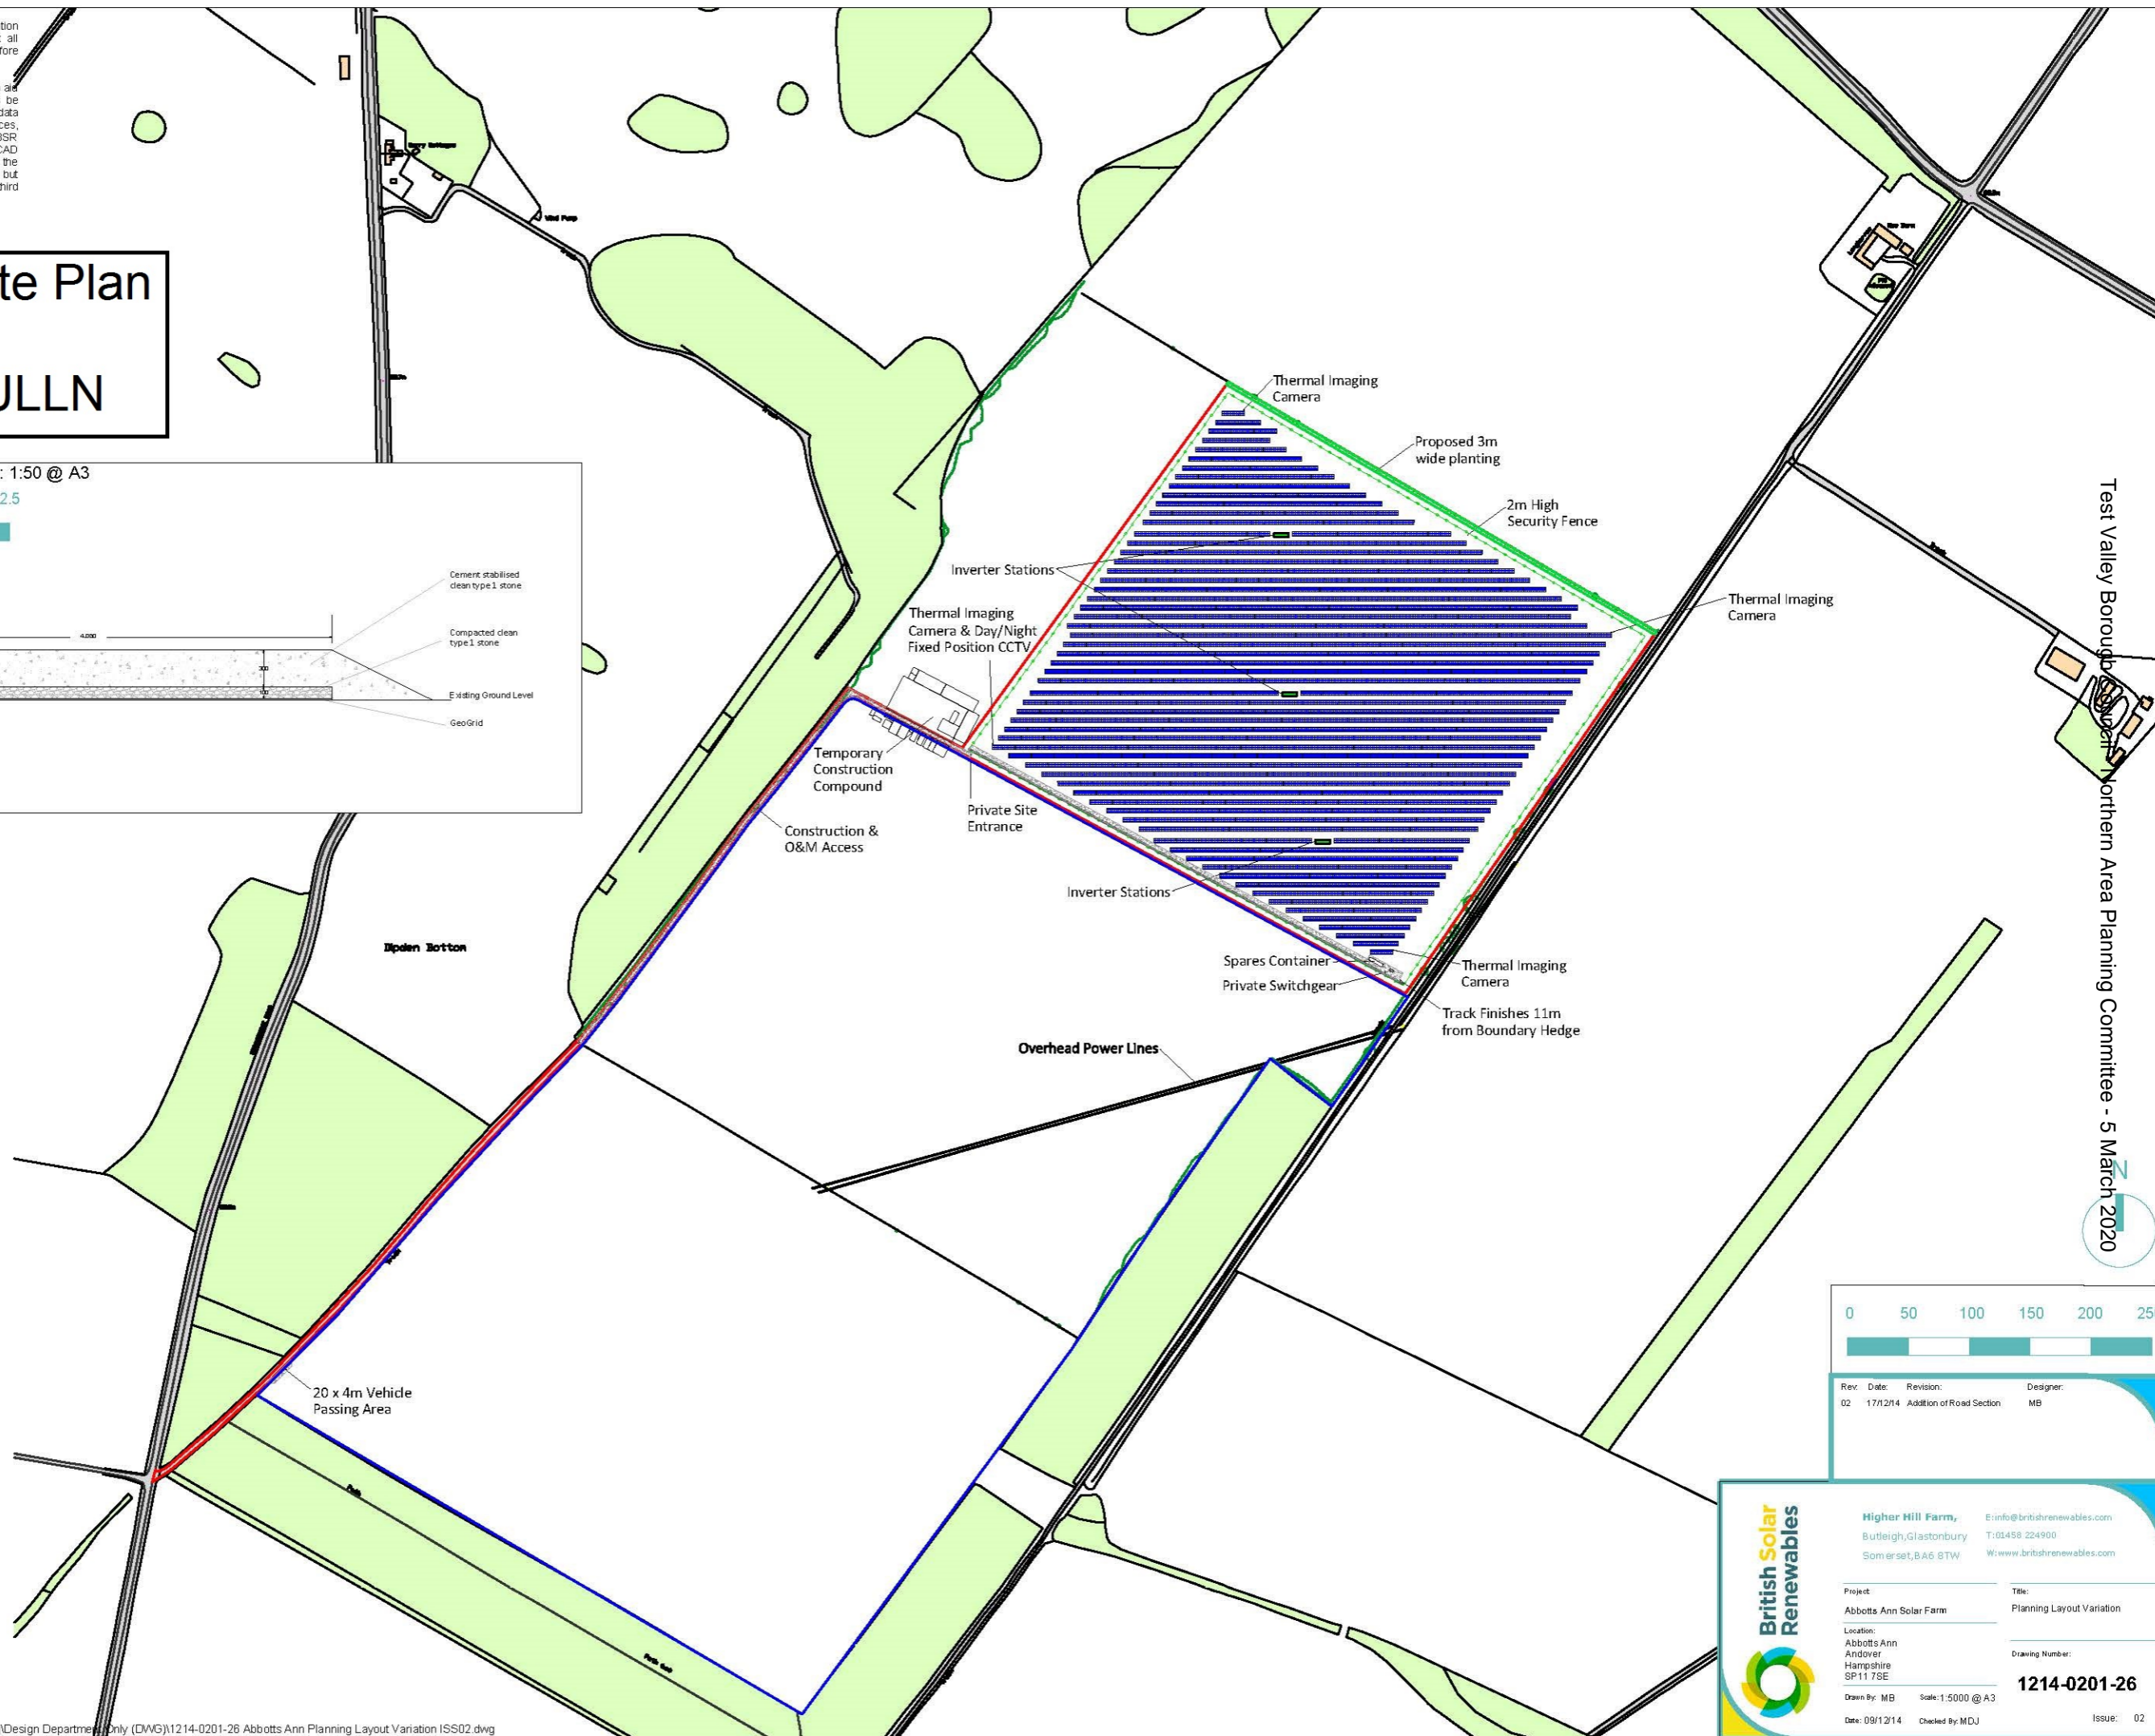 te Plan
JLLN
: 1:50 @ A3
2.5
4.000
300
Cement stabilised
clean type 1 stone
Compacted clean
type 1 stone
Existing Ground Level
GeoGrid
Thermal Imaging
Camera
Proposed 3m
wide planting
2m High
Security Fence
Inverter Stations
Thermal Imaging
Camera & Day/Night
Fixed Position CCTV
Thermal Imaging
Camera
Temporary
Construction
Compound
Private Site
Entrance
Construction &
O&M Access
Inverter Stations
Spares Container
Private Switchgear
Thermal Imaging
Camera
Track Finishes 11m
from Boundary Hedge
Overhead Power Lines
Dipden Bottom
Wind Pump
20 x 4m Vehicle
Passing Area
Path
Test Valley Borough Council - Northern Area Planning Committee - 5 March 2020
N
0 50 100 150 200 25
Rev: Date: Revision: Designer:
02 17/12/14 Addition of Road Section MB
British Solar
Renewables
Higher Hill Farm,
Butleigh,Glastonbury
Somerset,BA6 8TW
E:info@britishrenewables.com
T:01458 224900
W:www.britishrenewables.com
Project:
Abbotts Ann Solar Farm
Title:
Planning Layout Variation
Location:
Abbotts Ann
Andover
Hampshire
SP11 7SE
Drawing Number:
1214-0201-26
Drawn By: MB Scale: 1:5000 @ A3
Date: 09/12/14 Checked By: MDJ
Issue: 02
\Design Department Only (DWG)\1214-0201-26 Abbotts Ann Planning Layout Variation ISS02.dwg